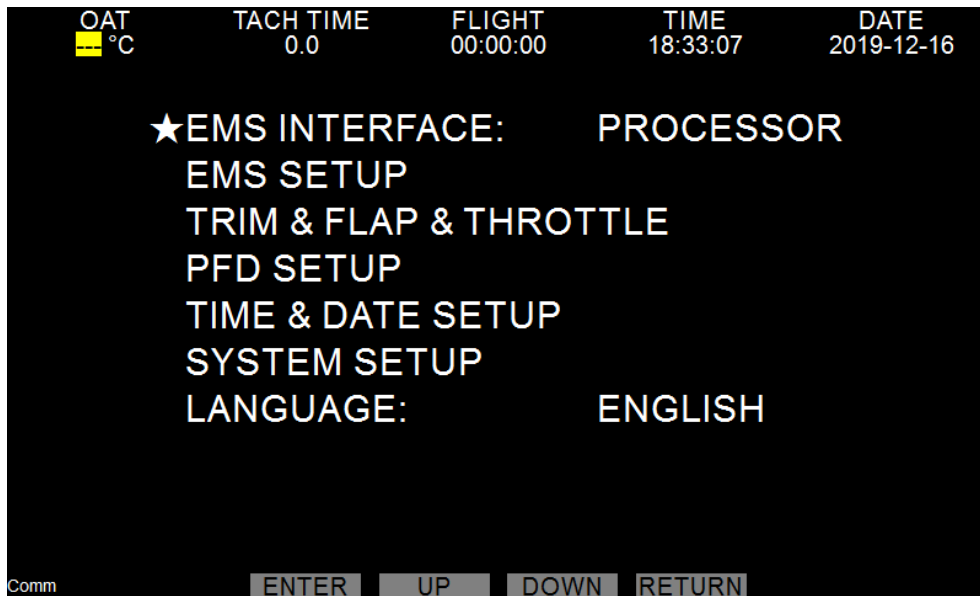 OAT TACH TIME FLIGHT TIME DATE
--- °C 0.0 00:00:00 18:33:07 2019-12-16
★EMS INTERFACE: PROCESSOR
EMS SETUP
TRIM & FLAP & THROTTLE
PFD SETUP
TIME & DATE SETUP
SYSTEM SETUP
LANGUAGE: ENGLISH
Comm ENTER UP DOWN RETURN